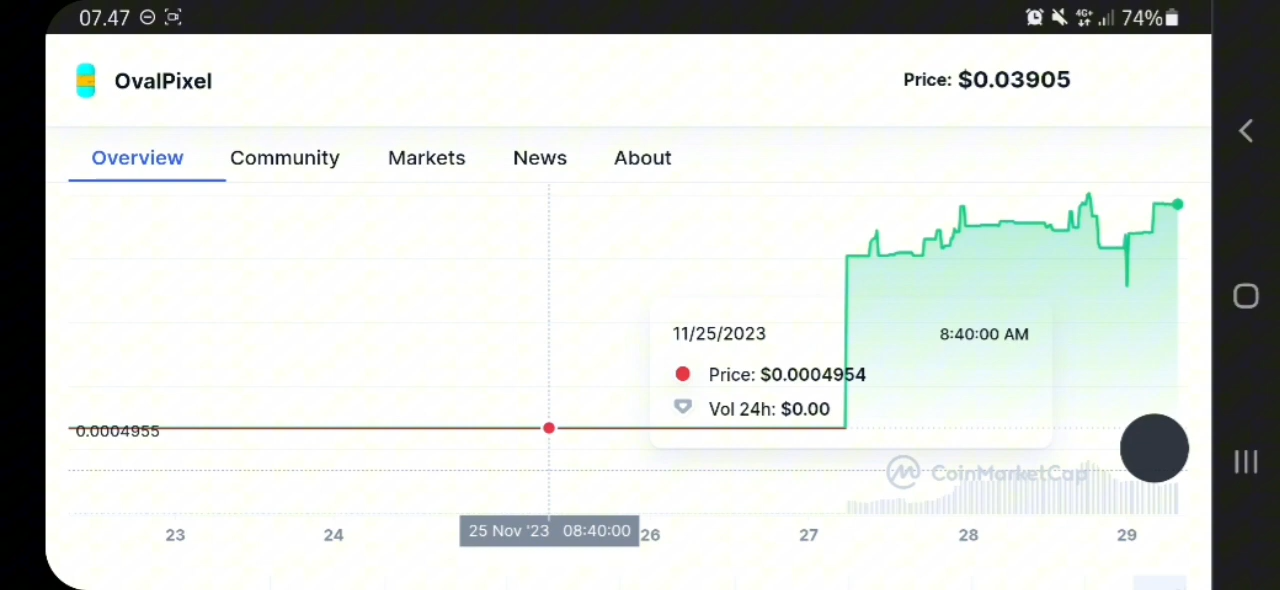 07.47
4G+ 74%
OvalPixel
Price: $0.03905
Overview Community Markets News About
11/25/2023 8:40:00 AM
Price: $0.0004954
Vol 24h: $0.00
0.0004955
CoinMarketCap
23 24 25 Nov '23 08:40:00 26 27 28 29